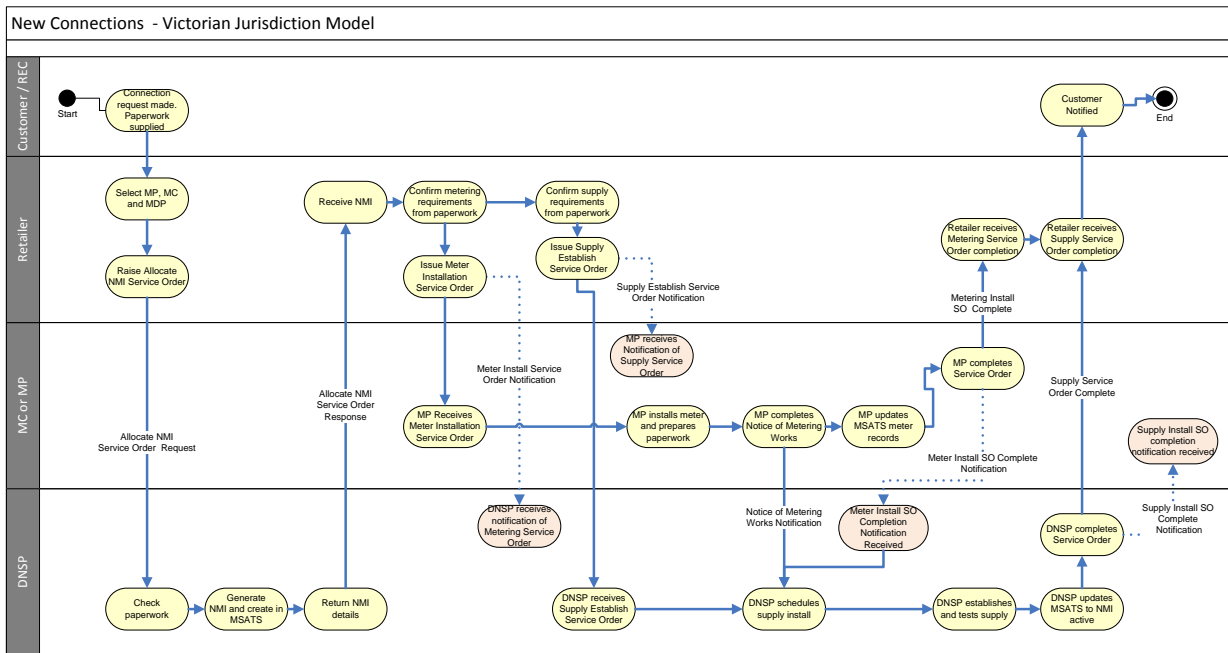 New Connections - Victorian Jurisdiction Model
Customer / REC
Start
Connection
request made.
Paperwork
supplied
Customer
Notified
End
Retailer
Select MP, MC
and MDP
Raise Allocate
NMI Service Order
Receive NMI
Confirm metering
requirements
from paperwork
Issue Meter
Installation
Service Order
Confirm supply
requirements
from paperwork
Issue Supply
Establish
Service Order
Supply Establish Service
Order Notification
Retailer receives
Metering Service
Order completion
Retailer receives
Supply Service
Order completion
Metering Install
SO Complete
MC or MP
Allocate NMI
Service Order Request
Allocate NMI
Service Order
Response
Meter Install Service
Order Notification
MP receives
Notification of
Supply Service
Order
MP Receives
Meter Installation
Service Order
MP installs meter
and prepares
paperwork
MP completes
Notice of Metering
Works
MP updates
MSATS meter
records
MP completes
Service Order
Meter Install SO Complete
Notification
Supply Service
Order Complete
Supply Install SO
completion
notification received
DNSP
DNSP receives
notification of
Metering Service
Order
Notice of Metering
Works Notification
Meter Install SO
Completion
Notification
Received
DNSP completes
Service Order
Supply Install SO
Complete
Notification
Check
paperwork
Generate
NMI and create in
MSATS
Return NMI
details
DNSP receives
Supply Establish
Service Order
DNSP schedules
supply install
DNSP establishes
and tests supply
DNSP updates
MSATS to NMI
active